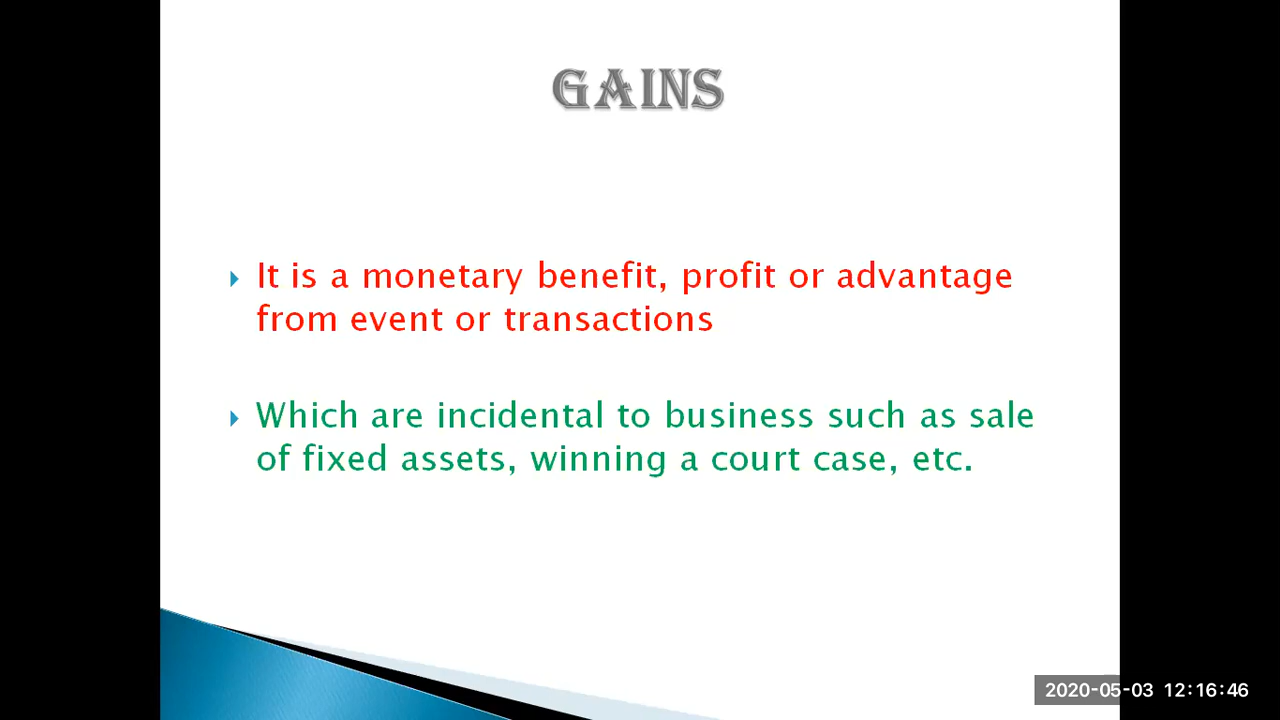 GAINS
It is a monetary benefit, profit or advantage
from event or transactions
Which are incidental to business such as sale
of fixed assets, winning a court case, etc.
2020-05-03 12:16:46